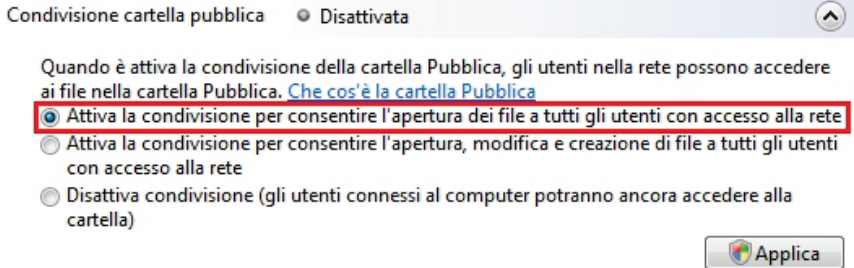 Condivisione cartella pubblica Disattivata
Quando è attiva la condivisione della cartella Pubblica, gli utenti nella rete possono accedere
ai file nella cartella Pubblica. Che cos'è la cartella Pubblica
Attiva la condivisione per consentire l'apertura dei file a tutti gli utenti con accesso alla rete
Attiva la condivisione per consentire l'apertura, modifica e creazione di file a tutti gli utenti
con accesso alla rete
Disattiva condivisione (gli utenti connessi al computer potranno ancora accedere alla
cartella)
Applica